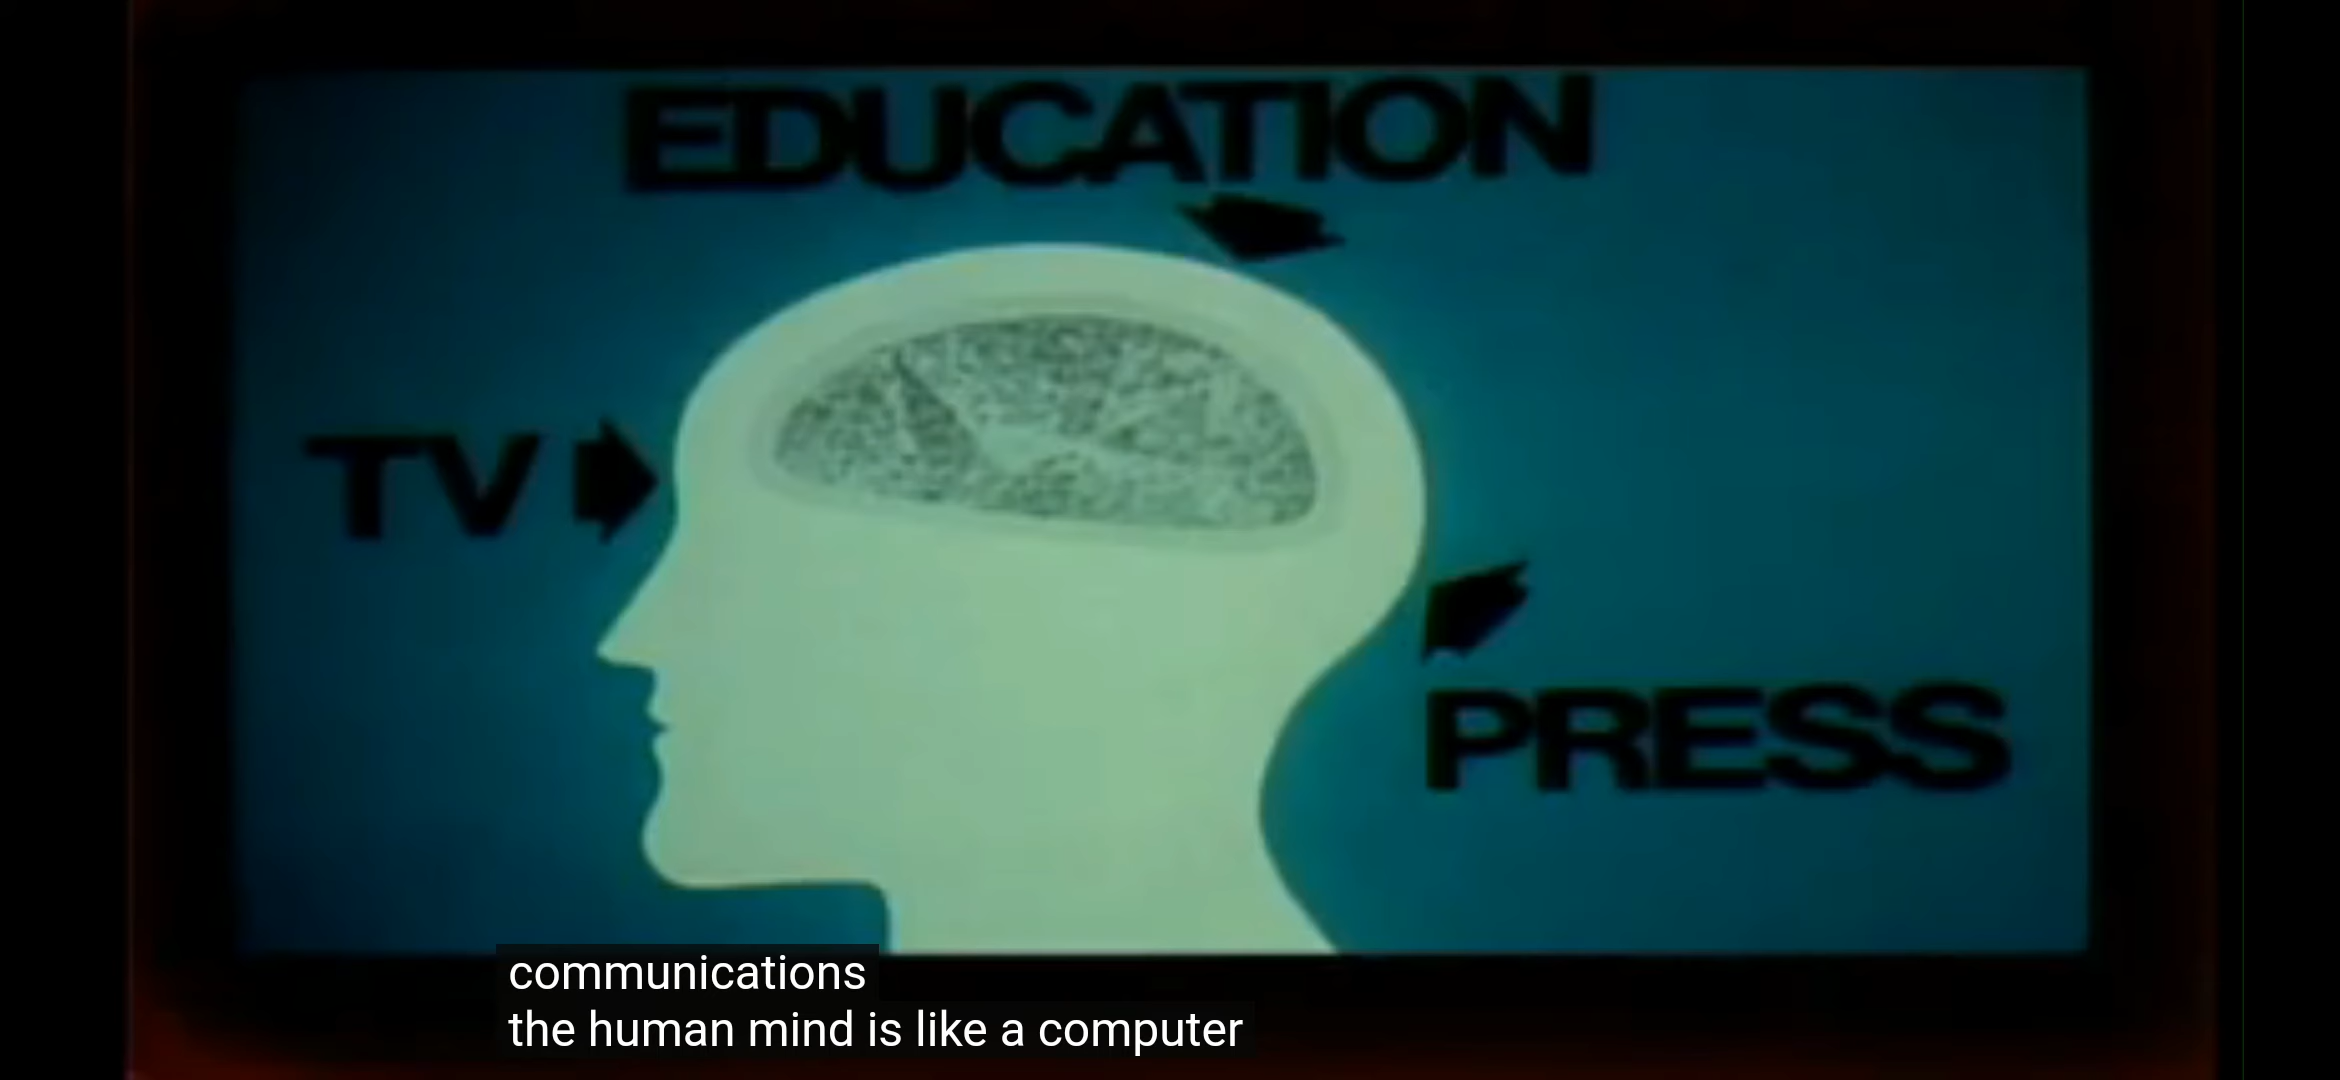 EDUCATION
TV
PRESS
communications
the human mind is like a computer